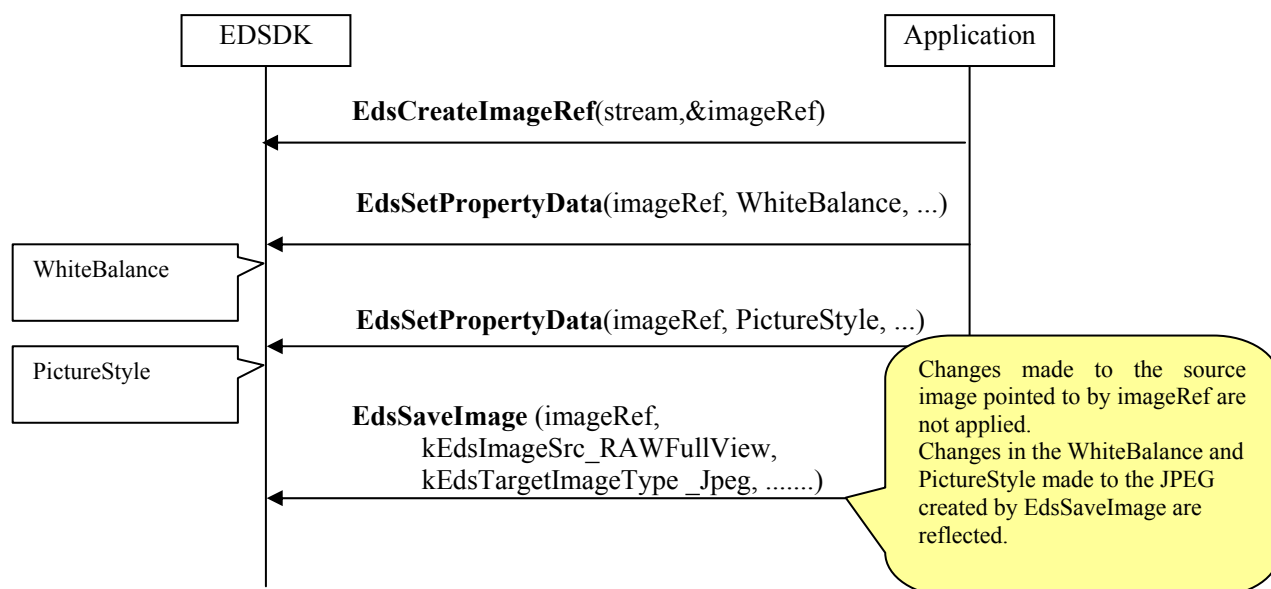 EDSDK
Application
EdsCreateImageRef(stream,&imageRef)
EdsSetPropertyData(imageRef, WhiteBalance, ...)
WhiteBalance
EdsSetPropertyData(imageRef, PictureStyle, ...)
PictureStyle
EdsSaveImage (imageRef,
kEdsImageSrc_RAWFullView,
kEdsTargetImageType _Jpeg, .......)
Changes made to the source
image pointed to by imageRef are
not applied.
Changes in the WhiteBalance and
PictureStyle made to the JPEG
created by EdsSaveImage are
reflected.